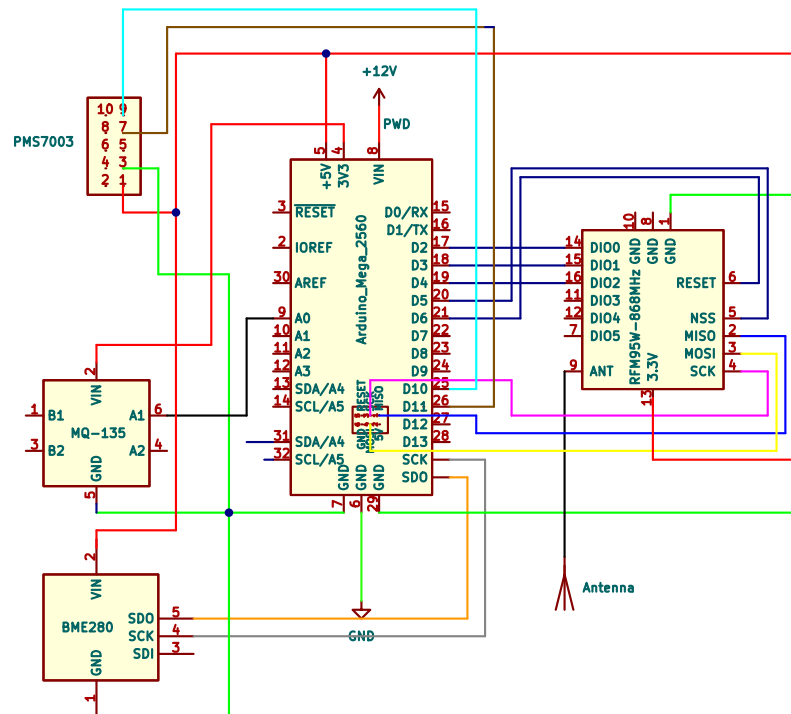 +12V
PWD
PMS7003
10 9
8 7
6 5
4 3
2 1
5 4 8
+5V 3V3 VIN
3 RESET
2 IOREF
30 AREF
9 A0
10 A1
11 A2
12 A3
13 SDA/A4
14 SCL/A5
31 SDA/A4
32 SCL/A5
Arduino_Mega_2560
D0/RX 15
D1/TX 16
D2 17
D3 18
D4 19
D5 20
D6 21
D7 22
D8 23
D9 24
D10 25
D11 26
D12 27
D13 28
SCK
SDO
RESET
MISO
GND
5V
GND GND GND
7 6 29
GND
10 8 1
GND GND GND
14 DIO0
15 DIO1
16 DIO2
11 DIO3
12 DIO4
7 DIO5
9 ANT
RFM95W-868MHz
3.3V
13
RESET 6
NSS 5
MISO 2
MOSI 3
SCK 4
Antenna
2
VIN
1 B1
3 B2
MQ-135
A1 6
A2 4
GND
5
2
VIN
BME280
SDO 5
SCK 4
SDI 3
GND
1